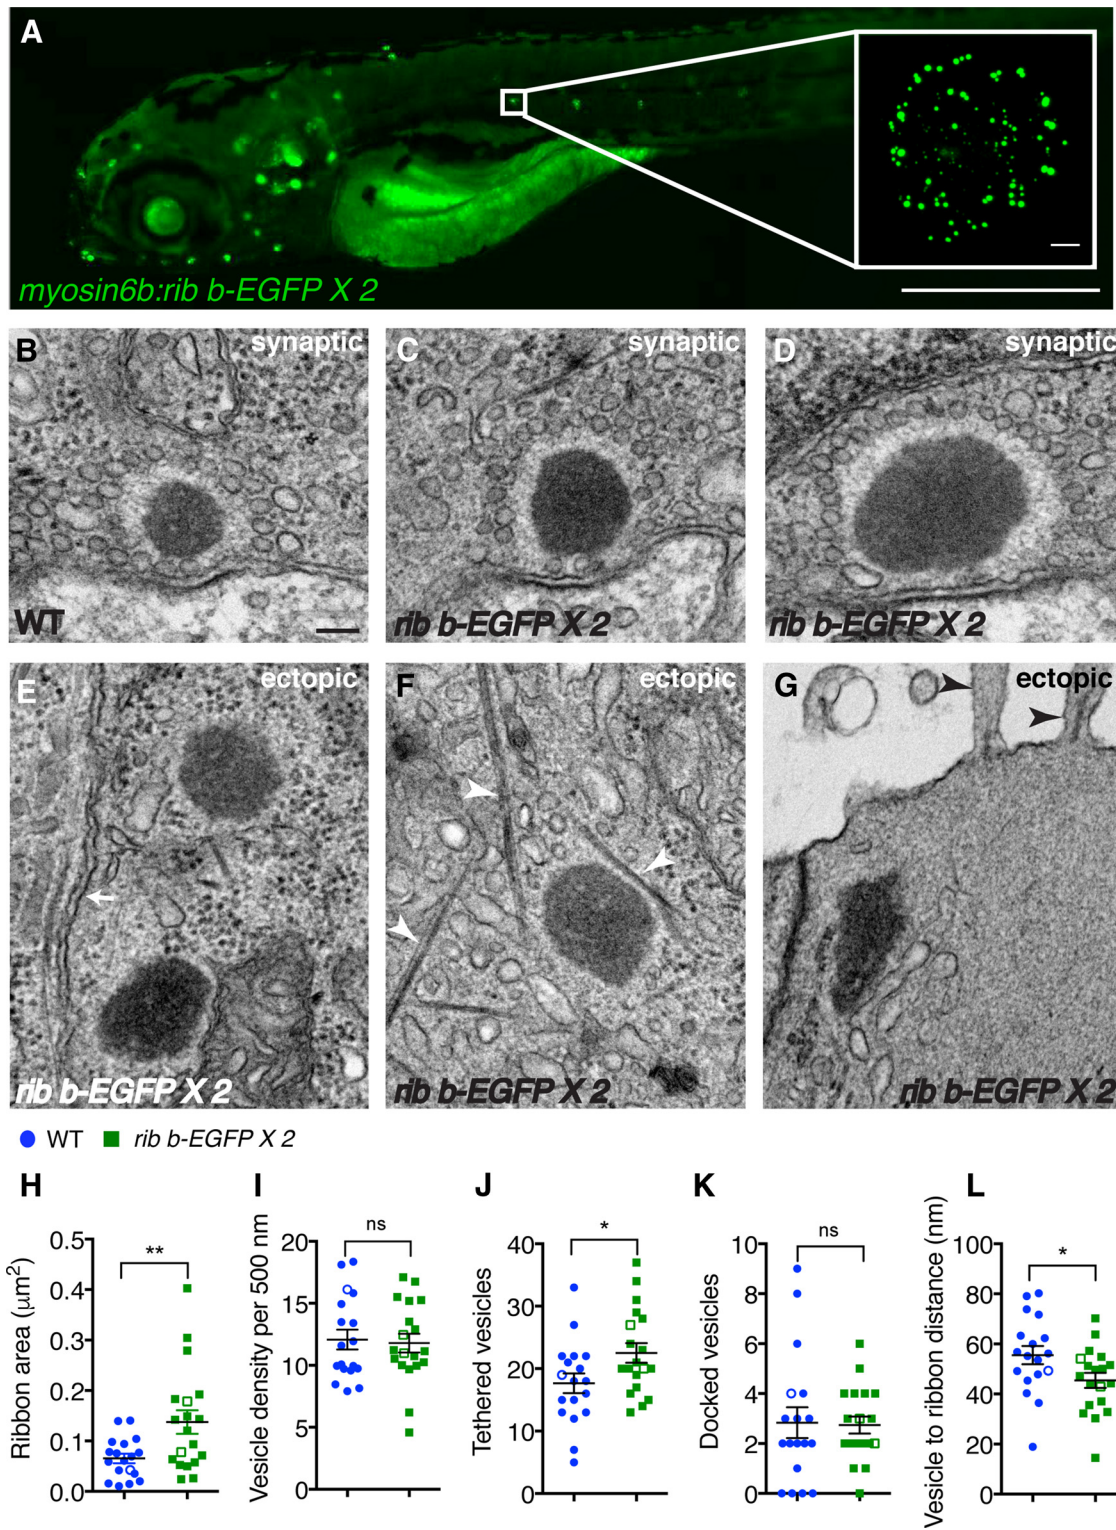 A
myosin6b:rib b-EGFP X 2
B
synaptic
WT
C
synaptic
rib b-EGFP X 2
D
synaptic
rib b-EGFP X 2
E
ectopic
rib b-EGFP X 2
F
ectopic
rib b-EGFP X 2
G
ectopic
rib b-EGFP X 2
WT
rib b-EGFP X 2
H
Ribbon area (μm²)
0.5
0.4
0.3
0.2
0.1
0.0
**
I
Vesicle density per 500 nm
20
15
10
5
0
ns
J
Tethered vesicles
40
30
20
10
0
*
K
Docked vesicles
10
8
6
4
2
0
ns
L
Vesicle to ribbon distance (nm)
100
80
60
40
20
0
*